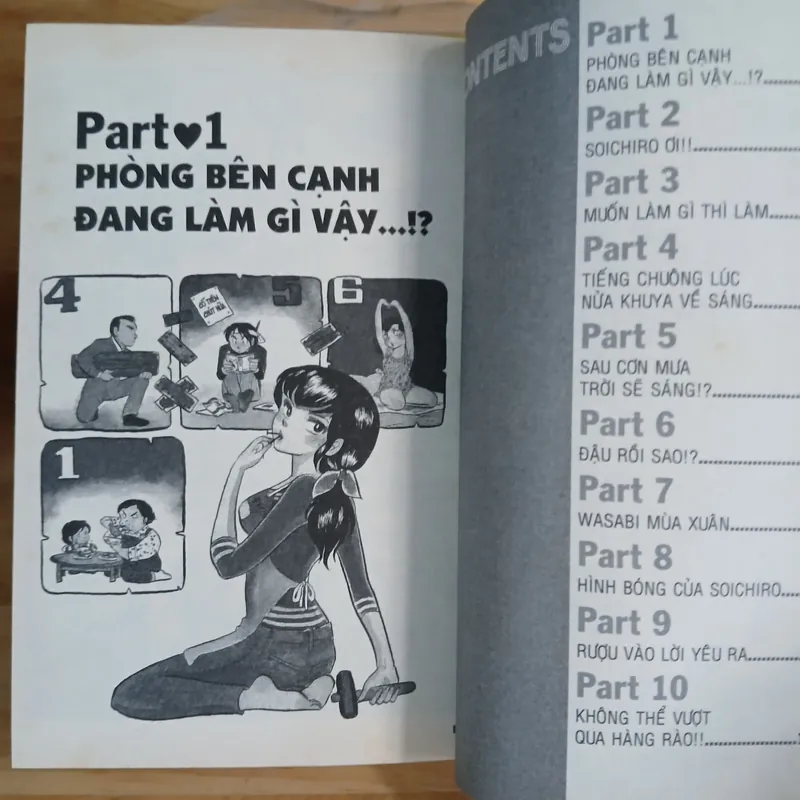 Part♥1
PHÒNG BÊN CẠNH
ĐANG LÀM GÌ VẬY...!?
4
5
6
CỐ THÊM
CHÚT NỮA
1
CONTENTS
Part 1
PHÒNG BÊN CẠNH
ĐANG LÀM GÌ VẬY...!?
Part 2
SOICHIRO ƠI!!
Part 3
MUỐN LÀM GÌ THÌ LÀM
Part 4
TIẾNG CHUÔNG LÚC
NỬA KHUYA VỀ SÁNG
Part 5
SAU CƠN MƯA
TRỜI SẼ SÁNG!?
Part 6
ĐẬU RỒI SAO!?
Part 7
WASABI MÙA XUÂN
Part 8
HÌNH BÓNG CỦA SOICHIRO
Part 9
RƯỢU VÀO LỜI YÊU RA
Part 10
KHÔNG THỂ VƯỢT
QUA HÀNG RÀO!!